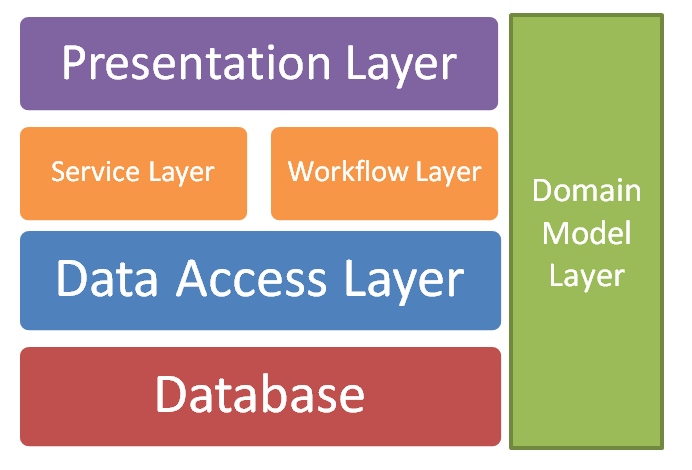 Presentation Layer
Service Layer
Workflow Layer
Data Access Layer
Database
Domain
Model
Layer